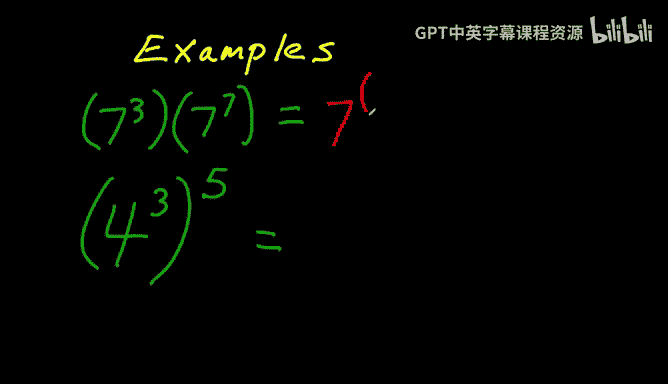 GPT中英字幕课程资源 bilibili
Examples
(7³)(7⁷) = 7⁽
(4³)⁵ =